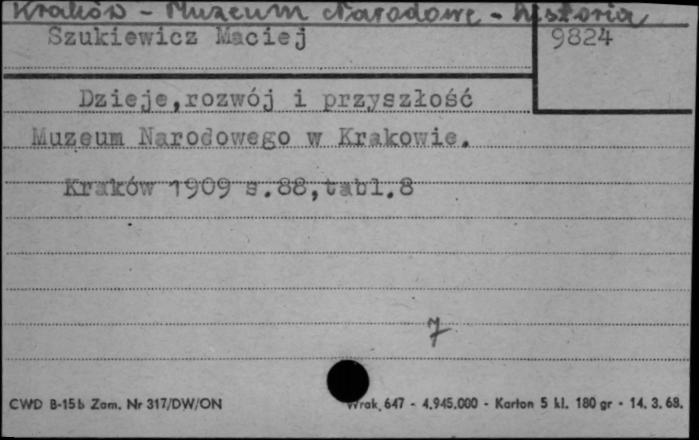 Kraków - Muzeum Narodowe - historia
Szukiewicz Maciej
9824
Dzieje,rozwój i przyszłość
Muzeum Narodowego w Krakowie.
Kraków 1909 s.88,tabl.8
7
CWD B-15b Zam. Nr 317/DW/ON
Wrak. 647 - 4.945.000 - Karton 5 kl. 180 gr - 14. 3. 68.